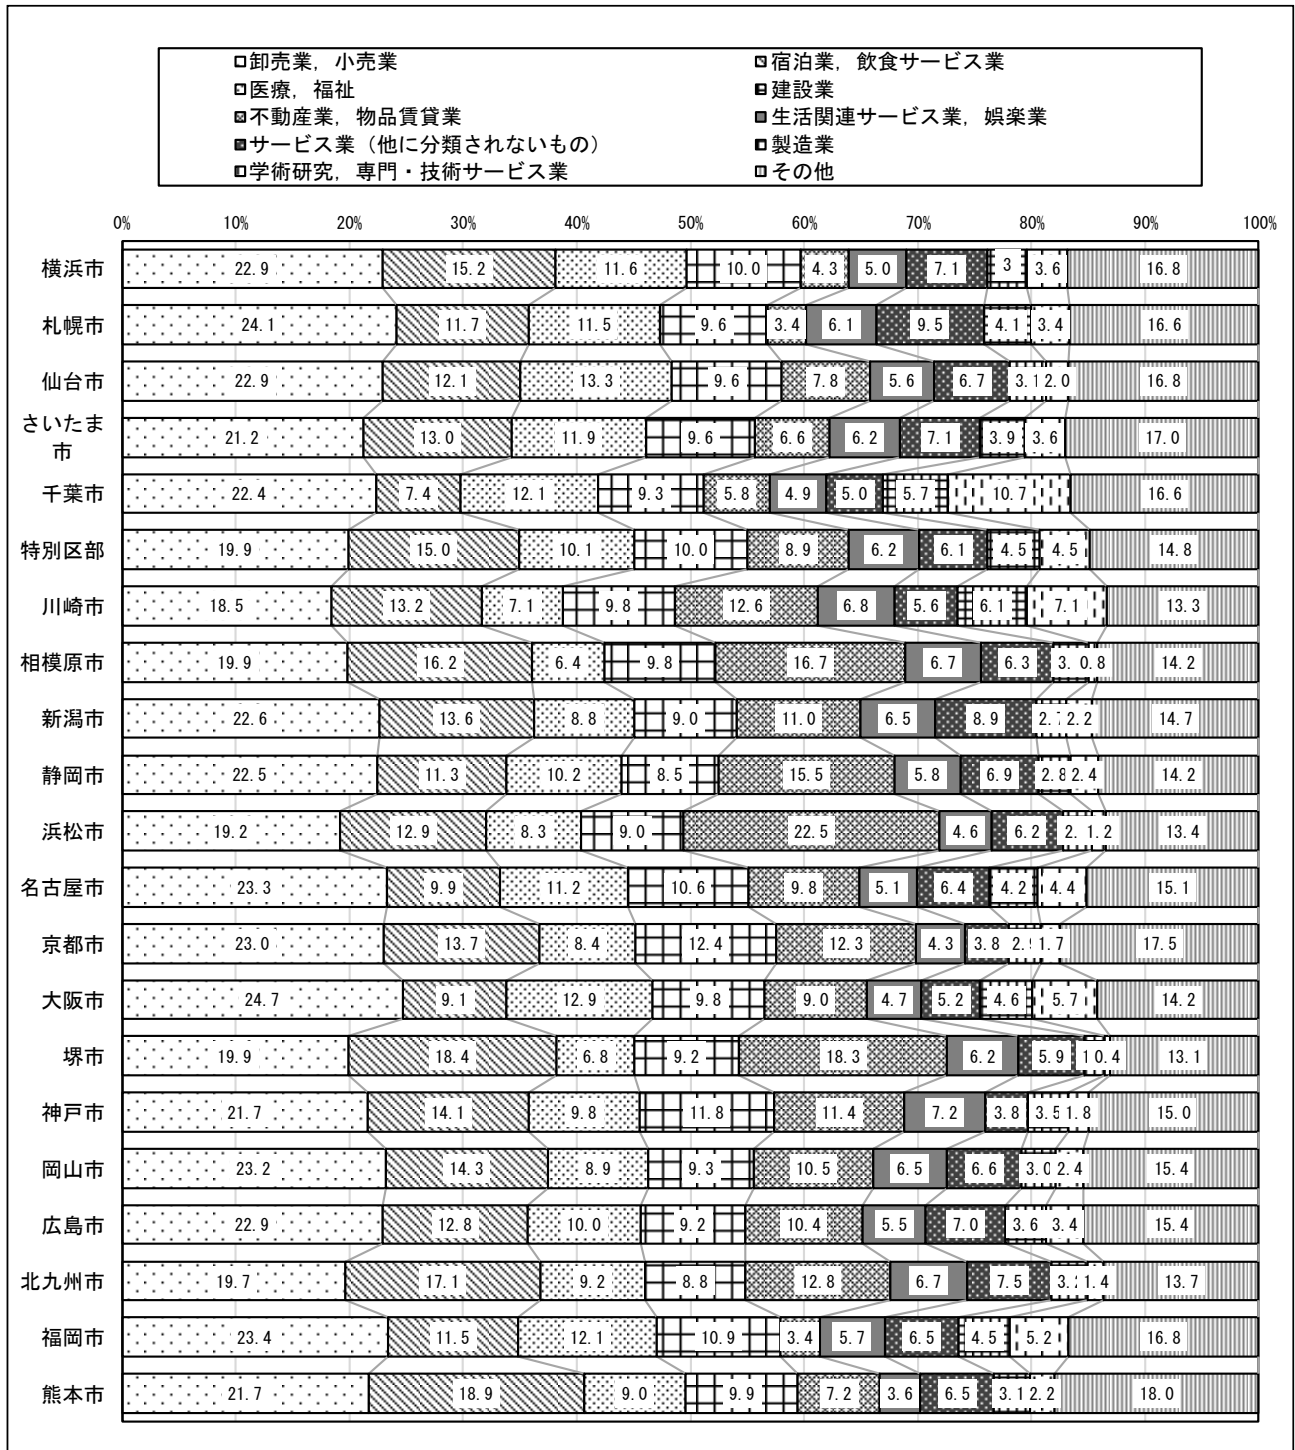 卸売業，小売業 宿泊業，飲食サービス業
医療，福祉 建設業
不動産業，物品賃貸業 生活関連サービス業，娯楽業
サービス業（他に分類されないもの） 製造業
学術研究，専門・技術サービス業 その他
0% 10% 20% 30% 40% 50% 60% 70% 80% 90% 100%
横浜市 22.9 15.2 11.6 10.0 4.3 5.0 7.1 3 3.6 16.8
札幌市 24.1 11.7 11.5 9.6 3.4 6.1 9.5 4.1 3.4 16.6
仙台市 22.9 12.1 13.3 9.6 7.8 5.6 6.7 3.1 2.0 16.8
さいたま
市 21.2 13.0 11.9 9.6 6.6 6.2 7.1 3.9 3.6 17.0
千葉市 22.4 7.4 12.1 9.3 5.8 4.9 5.0 5.7 10.7 16.6
特別区部 19.9 15.0 10.1 10.0 8.9 6.2 6.1 4.5 4.5 14.8
川崎市 18.5 13.2 7.1 9.8 12.6 6.8 5.6 6.1 7.1 13.3
相模原市 19.9 16.2 6.4 9.8 16.7 6.7 6.3 3.0 0.8 14.2
新潟市 22.6 13.6 8.8 9.0 11.0 6.5 8.9 2.7 2.2 14.7
静岡市 22.5 11.3 10.2 8.5 15.5 5.8 6.9 2.8 2.4 14.2
浜松市 19.2 12.9 8.3 9.0 22.5 4.6 6.2 2. 1.2 13.4
名古屋市 23.3 9.9 11.2 10.6 9.8 5.1 6.4 4.2 4.4 15.1
京都市 23.0 13.7 8.4 12.4 12.3 4.3 3.8 2.9 1.7 17.5
大阪市 24.7 9.1 12.9 9.8 9.0 4.7 5.2 4.6 5.7 14.2
堺市 19.9 18.4 6.8 9.2 18.3 6.2 5.9 1 0.4 13.1
神戸市 21.7 14.1 9.8 11.8 11.4 7.2 3.8 3.5 1.8 15.0
岡山市 23.2 14.3 8.9 9.3 10.5 6.5 6.6 3.0 2.4 15.4
広島市 22.9 12.8 10.0 9.2 10.4 5.5 7.0 3.6 3.4 15.4
北九州市 19.7 17.1 9.2 8.8 12.8 6.7 7.5 3. 1.4 13.7
福岡市 23.4 11.5 12.1 10.9 3.4 5.7 6.5 4.5 5.2 16.8
熊本市 21.7 18.9 9.0 9.9 7.2 3.6 6.5 3.1 2.2 18.0